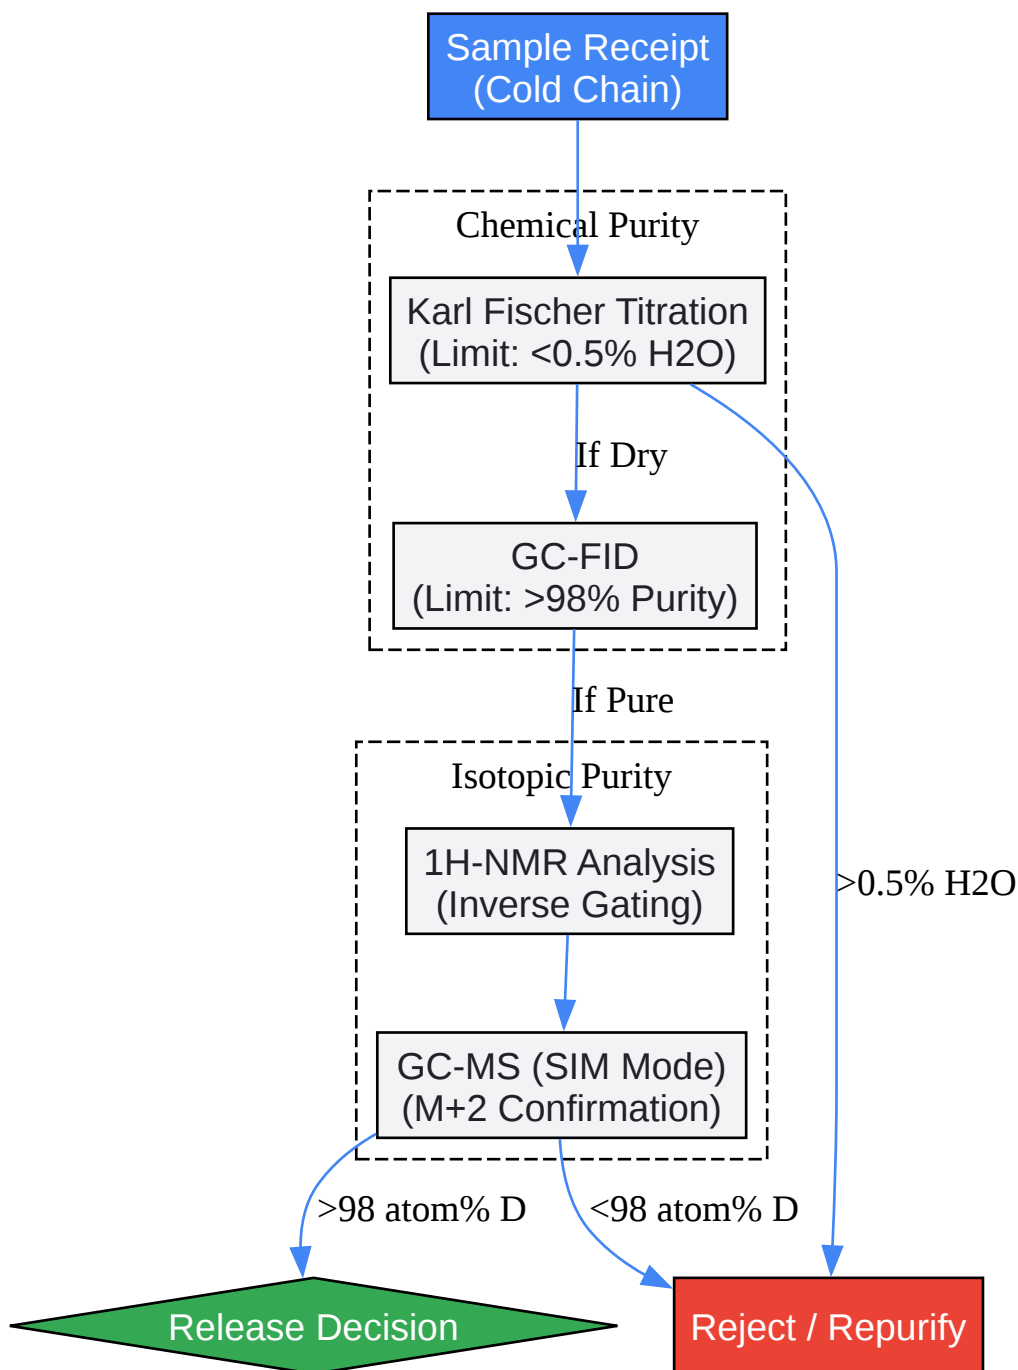 Sample Receipt
(Cold Chain)
Chemical Purity
Karl Fischer Titration
(Limit: <0.5% H2O)
If Dry
GC-FID
(Limit: >98% Purity)
If Pure
Isotopic Purity
1H-NMR Analysis
(Inverse Gating)
>0.5% H2O
GC-MS (SIM Mode)
(M+2 Confirmation)
>98 atom% D
<98 atom% D
Release Decision
Reject / Repurify